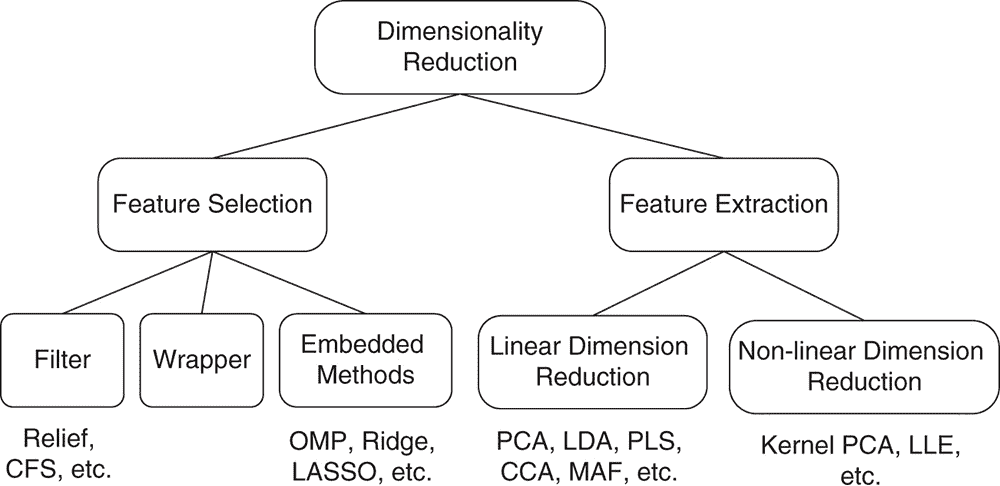 Dimensionality
Reduction
Feature Selection
Feature Extraction
Filter
Wrapper
Embedded
Methods
Linear Dimension
Reduction
Non-linear Dimension
Reduction
Relief,
CFS, etc.
OMP, Ridge,
LASSO, etc.
PCA, LDA, PLS,
CCA, MAF, etc.
Kernel PCA, LLE,
etc.